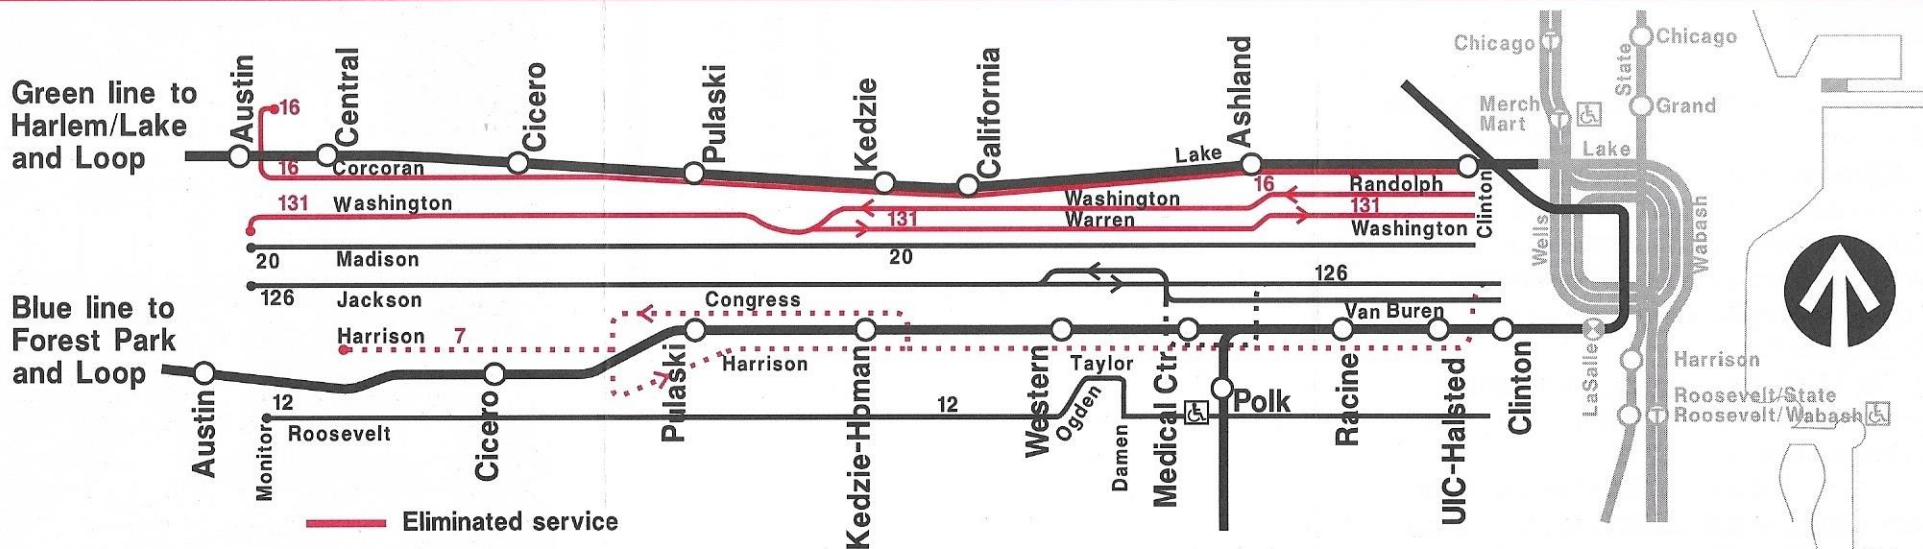 Green line to
Harlem/Lake
and Loop
Austin
Central
Cicero
Pulaski
Kedzie
California
Ashland
Clinton
16
16
Corcoran
Lake
16
Randolph
131
Washington
131
Washington
Warren
131
Washington
20
Madison
20
126
Jackson
126
Congress
Van Buren
Blue line to
Forest Park
and Loop
Harrison
7
Harrison
Taylor
Ogden
Damen
12
Roosevelt
12
Monitor
Austin
Cicero
Pulaski
Kedzie-Homan
Western
Medical Ctr.
Polk
Racine
UIC-Halsted
Clinton
LaSalle
Chicago
T
State
Chicago
Merch
Mart
T
Grand
Lake
Wells
Wabash
Harrison
Roosevelt/State
Roosevelt/Wabash
T
Eliminated service